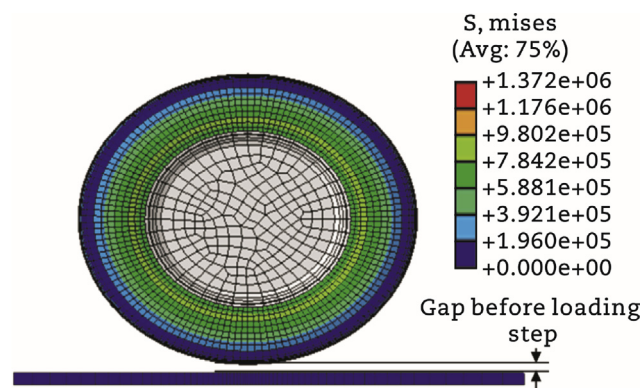 S, mises
(Avg: 75%)
+1.372e+06
+1.176e+06
+9.802e+05
+7.842e+05
+5.881e+05
+3.921e+05
+1.960e+05
+0.000e+00
Gap before loading
step